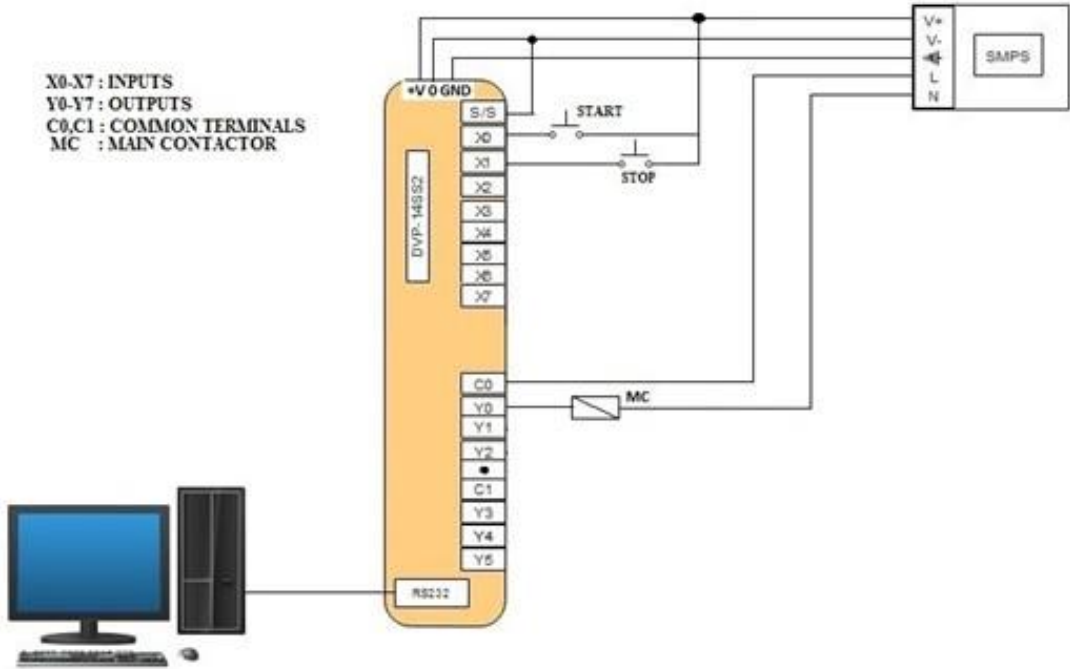 X0-X7 : INPUTS
Y0-Y7 : OUTPUTS
C0,C1 : COMMON TERMINALS
MC : MAIN CONTACTOR
+V 0 GND
S/S
X0
X1
X2
X3
X4
X5
X6
X7
DVP-14SS2
START
STOP
V+
V-
L
N
SMPS
C0
Y0
Y1
Y2
C1
Y3
Y4
Y5
MC
RS232